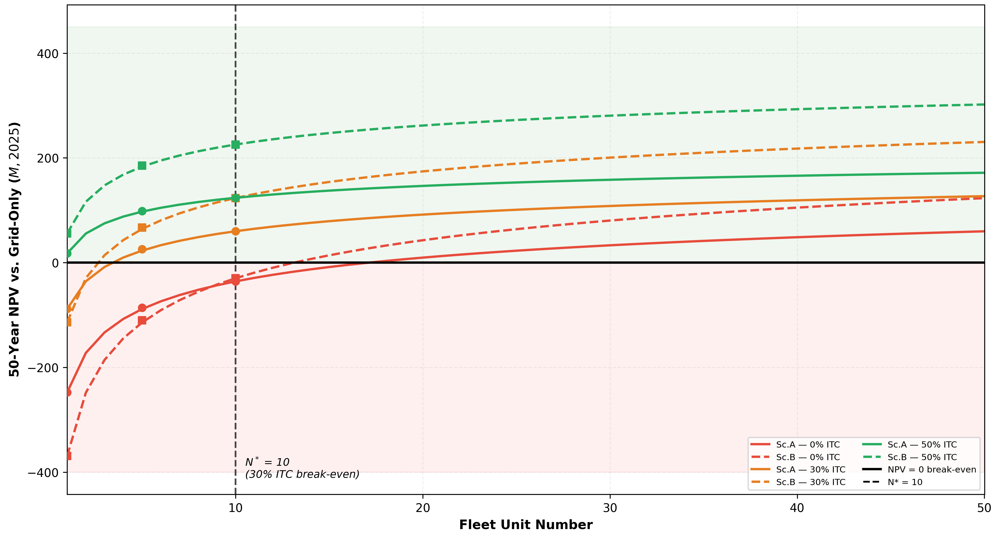 50-Year NPV vs. Grid-Only (M, 2025)
400
200
0
−200
−400
N* = 10
(30% ITC break-even)
Sc.A — 0% ITC
Sc.B — 0% ITC
Sc.A — 30% ITC
Sc.B — 30% ITC
Sc.A — 50% ITC
Sc.B — 50% ITC
NPV = 0 break-even
N* = 10
10
20
30
40
50
Fleet Unit Number